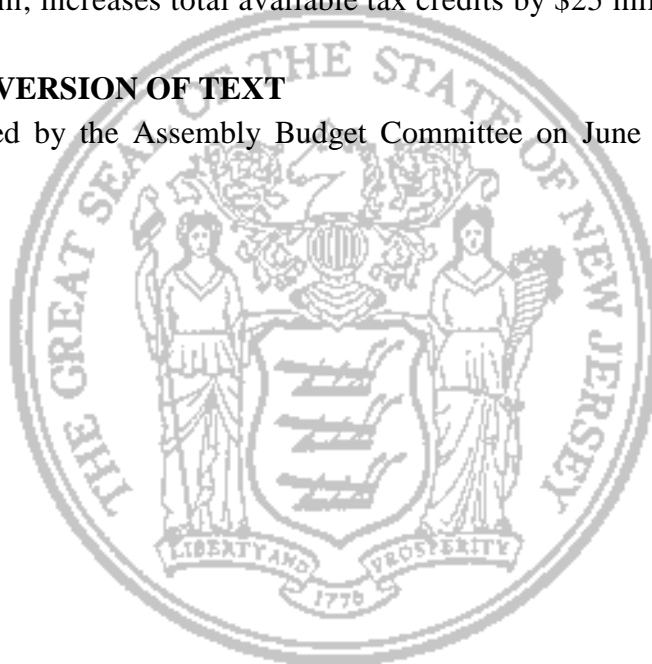 increases total available tax credits by $25
VERSION OF TEXT
ed by the Assembly Budget Committee on June
THE GREAT SEAL OF THE STATE OF NEW JERSEY
LIBERTY AND PROSPERITY
1776